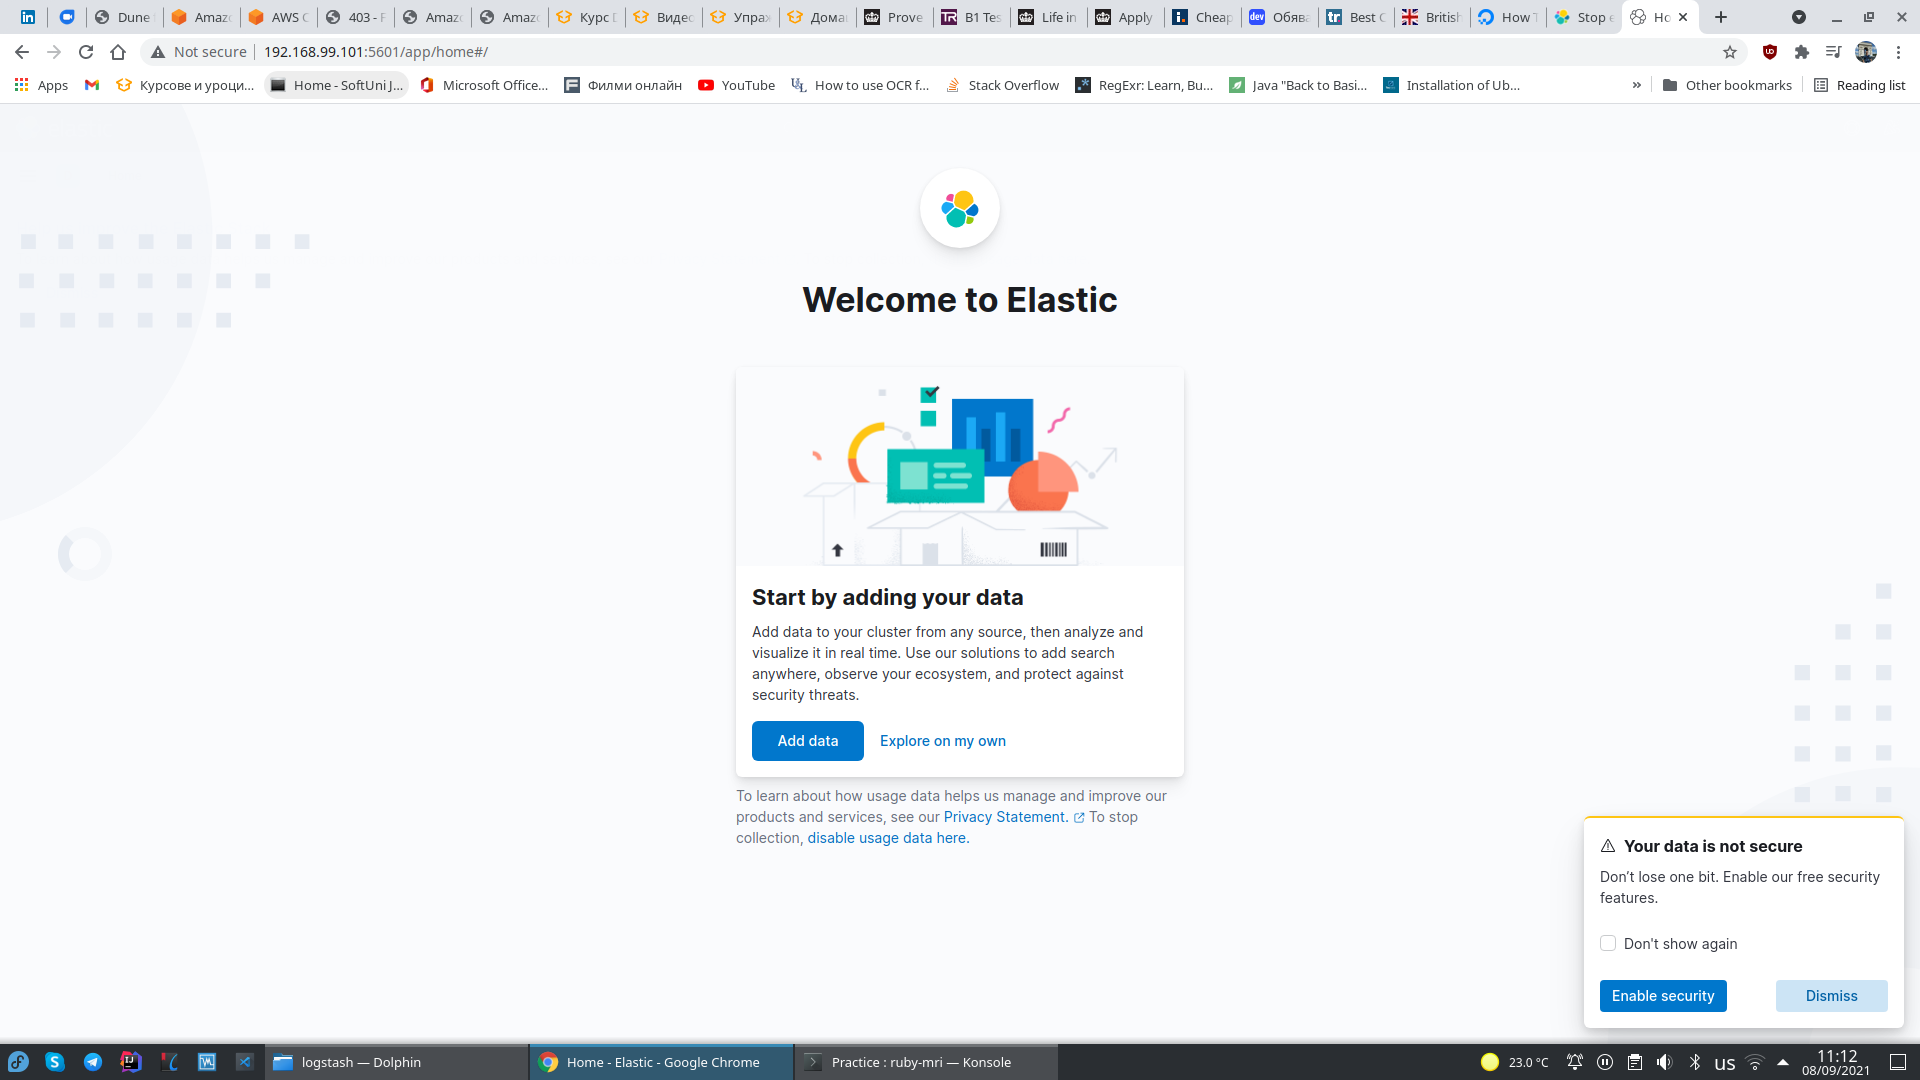 Dune
Amazo
AWS C
403 - F
Amazo
Amazo
Курс
Видео
Упра
Дома
Prove
TR B1 Tes
Life in
Apply
Cheap
dev Обява
tr Best C
British
How T
Stop e
Ho
Not secure 192.168.99.101:5601/app/home#/
Apps
Курсове и уроци...
Home - SoftUni J...
Microsoft Office...
Филми онлайн
YouTube
How to use OCR f...
Stack Overflow
RegExr: Learn, Bu...
Java "Back to Basi...
Installation of Ub...
»
Other bookmarks
Reading list
Welcome to Elastic
Start by adding your data
Add data to your cluster from any source, then analyze and
visualize it in real time. Use our solutions to add search
anywhere, observe your ecosystem, and protect against
security threats.
Add data
Explore on my own
To learn about how usage data helps us manage and improve our
products and services, see our Privacy Statement. To stop
collection, disable usage data here.
Your data is not secure
Don’t lose one bit. Enable our free security
features.
Don't show again
Enable security
Dismiss
logstash — Dolphin
Home - Elastic - Google Chrome
Practice : ruby-mri — Konsole
23.0 °C
us
11:12
08/09/2021